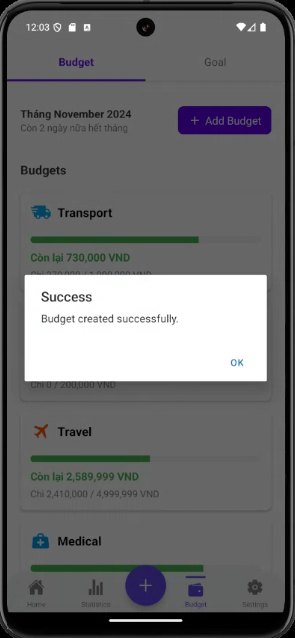 12:03
Budget
Goal
Tháng November 2024
Còn 2 ngày nữa hết tháng
+ Add Budget
Budgets
Transport
Còn lại 730,000 VND
Chi 270,000 / 1,000,000 VND
Success
Budget created successfully.
OK
Chi 0 / 200,000 VND
Travel
Còn lại 2,589,999 VND
Chi 2,410,000 / 4,999,999 VND
Medical
Home
Statistics
+
Budget
Settings